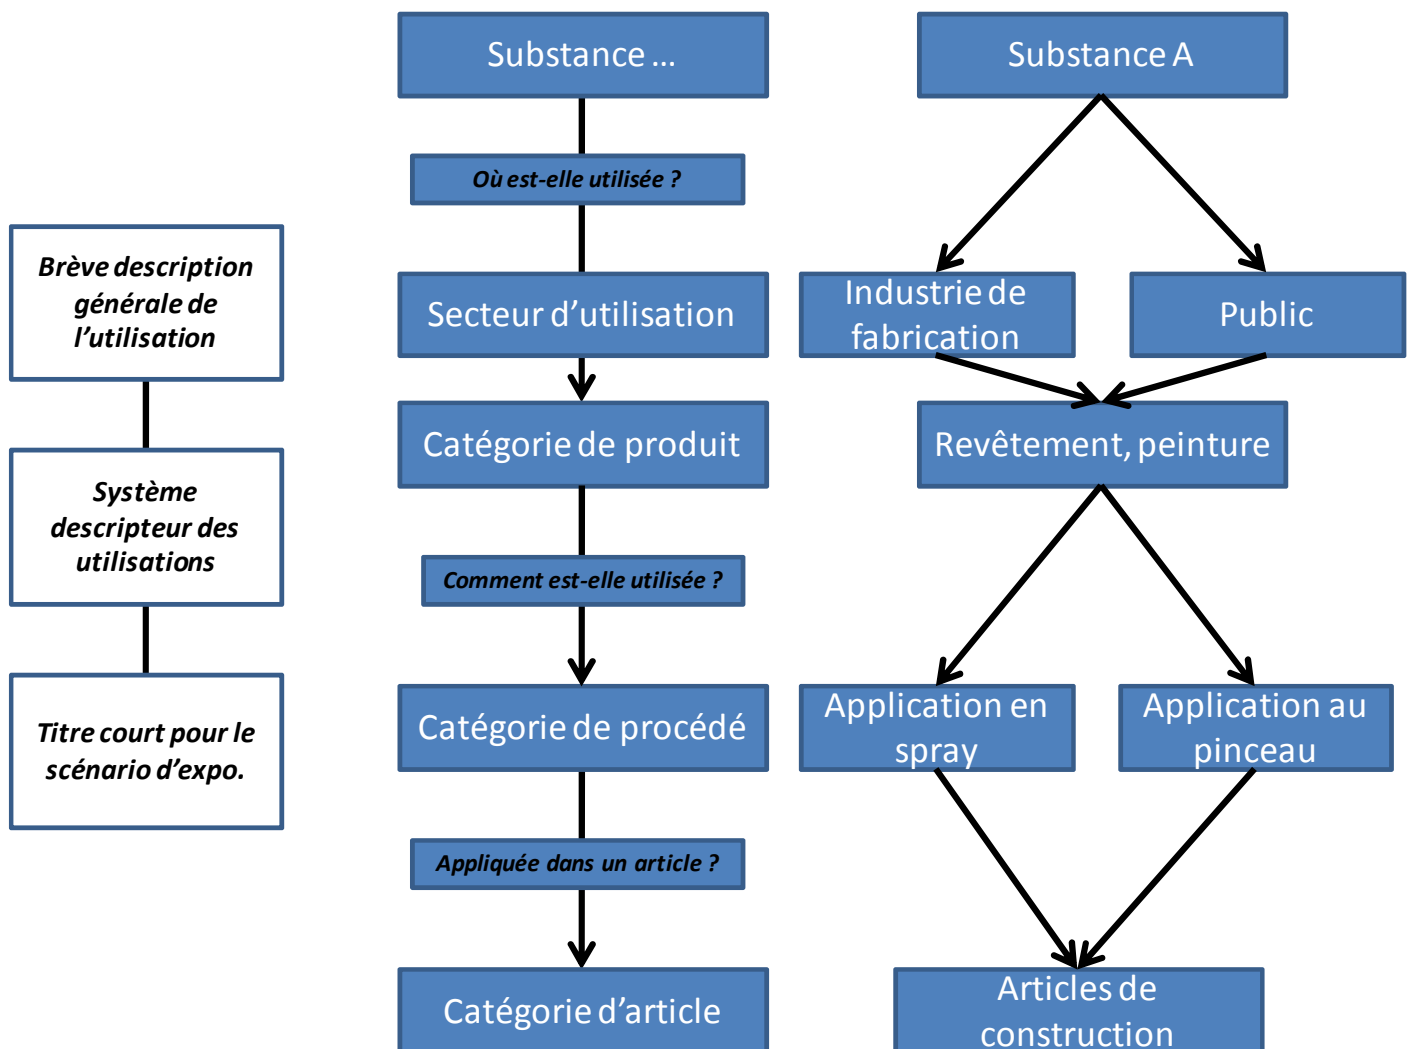 Brève description
générale de
l’utilisation
Système
descripteur des
utilisations
Titre court pour le
scénario d’expo.
Substance ...
Où est-elle utilisée ?
Secteur d’utilisation
Catégorie de produit
Comment est-elle utilisée ?
Catégorie de procédé
Appliquée dans un article ?
Catégorie d’article
Substance A
Industrie de
fabrication
Public
Revêtement, peinture
Application en
spray
Application au
pinceau
Articles de
construction